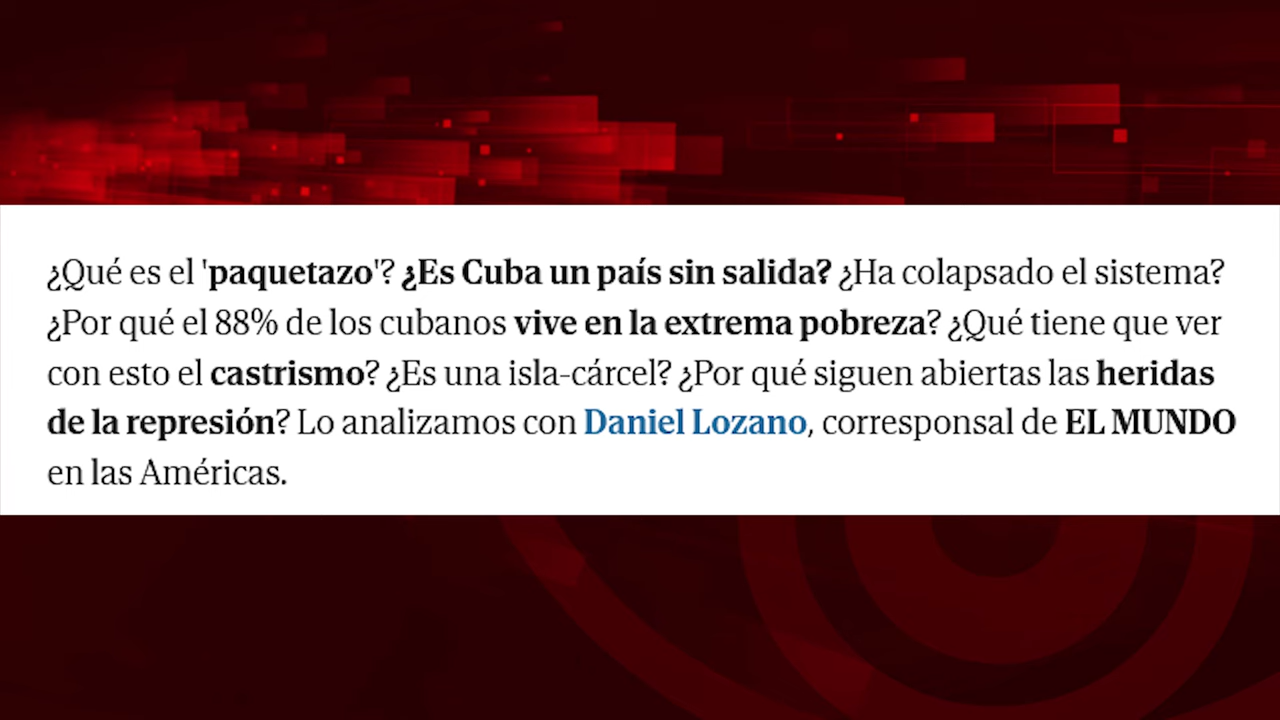 ¿Qué es el 'paquetazo'? ¿Es Cuba un país sin salida? ¿Ha colapsado el sistema?
¿Por qué el 88% de los cubanos vive en la extrema pobreza? ¿Qué tiene que ver
con esto el castrismo? ¿Es una isla-cárcel? ¿Por qué siguen abiertas las heridas
de la represión? Lo analizamos con Daniel Lozano, corresponsal de EL MUNDO
en las Américas.